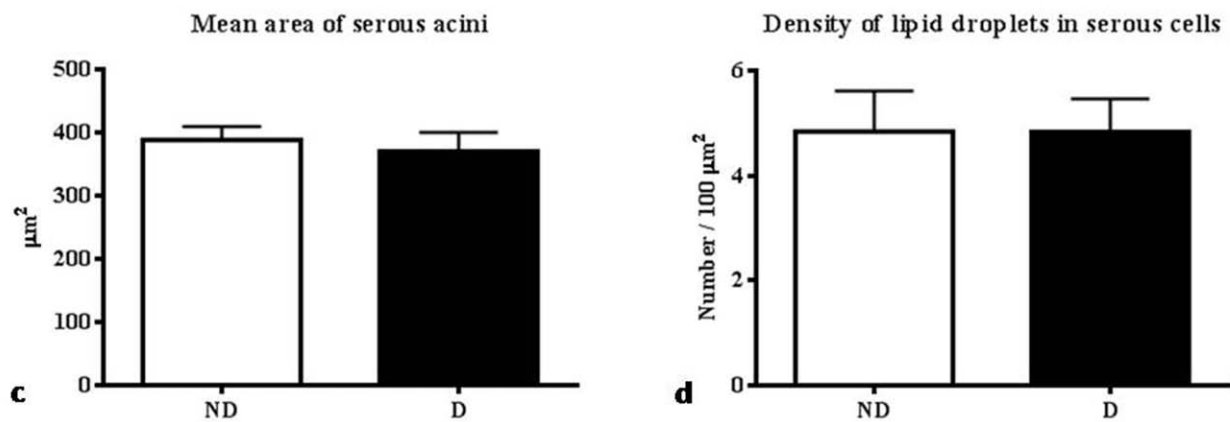 Mean area of serous acini
500
400
300
200
100
0
µm²
ND
D
c
Density of lipid droplets in serous cells
6
4
2
0
Number / 100 µm²
ND
D
d